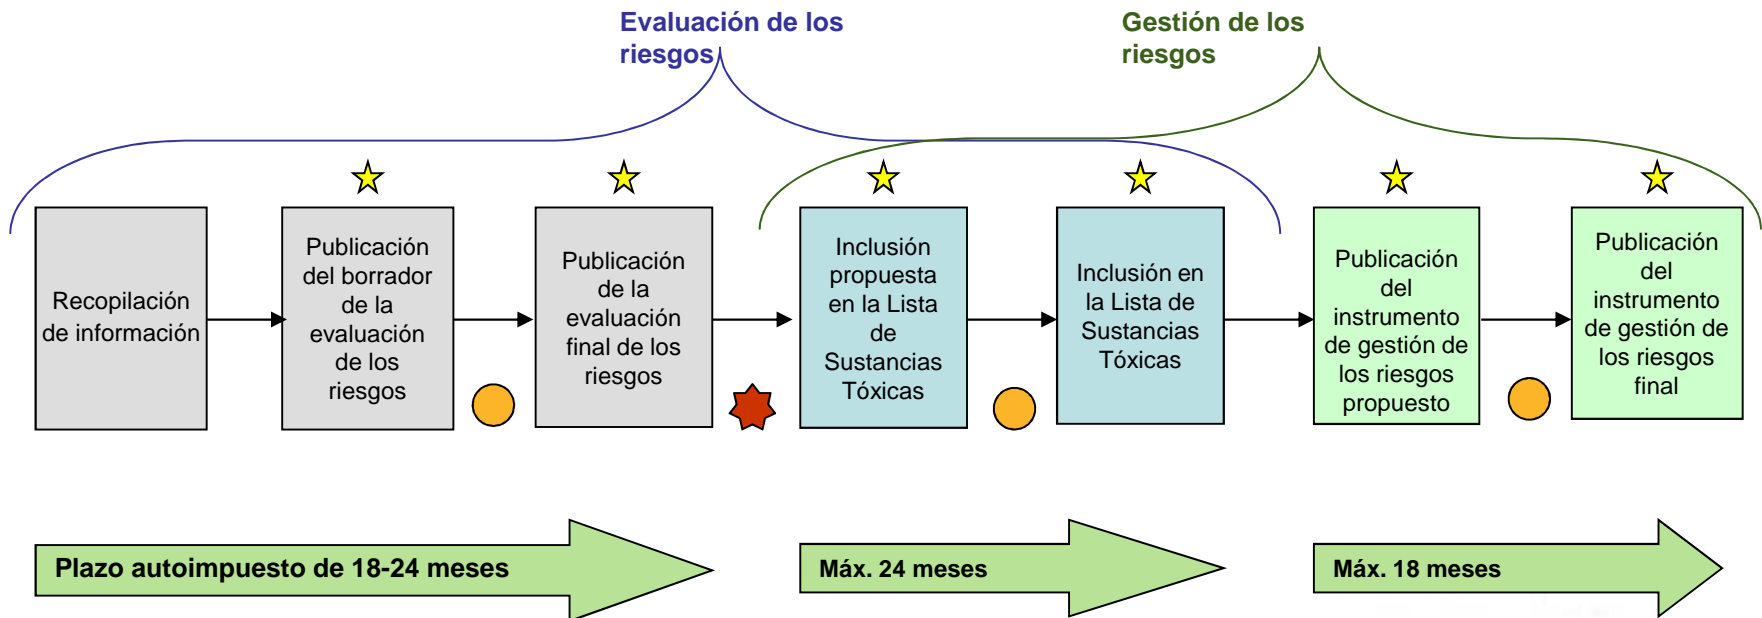 Evaluación de los
riesgos
Gestión de los
riesgos
Recopilación
de información
Publicación
del borrador
de la
evaluación
de los
riesgos
Publicación
de la
evaluación
final de los
riesgos
Inclusión
propuesta
en la Lista
de
Sustancias
Tóxicas
Inclusión en
la Lista de
Sustancias
Tóxicas
Publicación
del
instrumento
de gestión de
los riesgos
propuesto
Publicación
del
instrumento
de gestión de
los riesgos
final
Plazo autoimpuesto de 18-24 meses
Máx. 24 meses
Máx. 18 meses